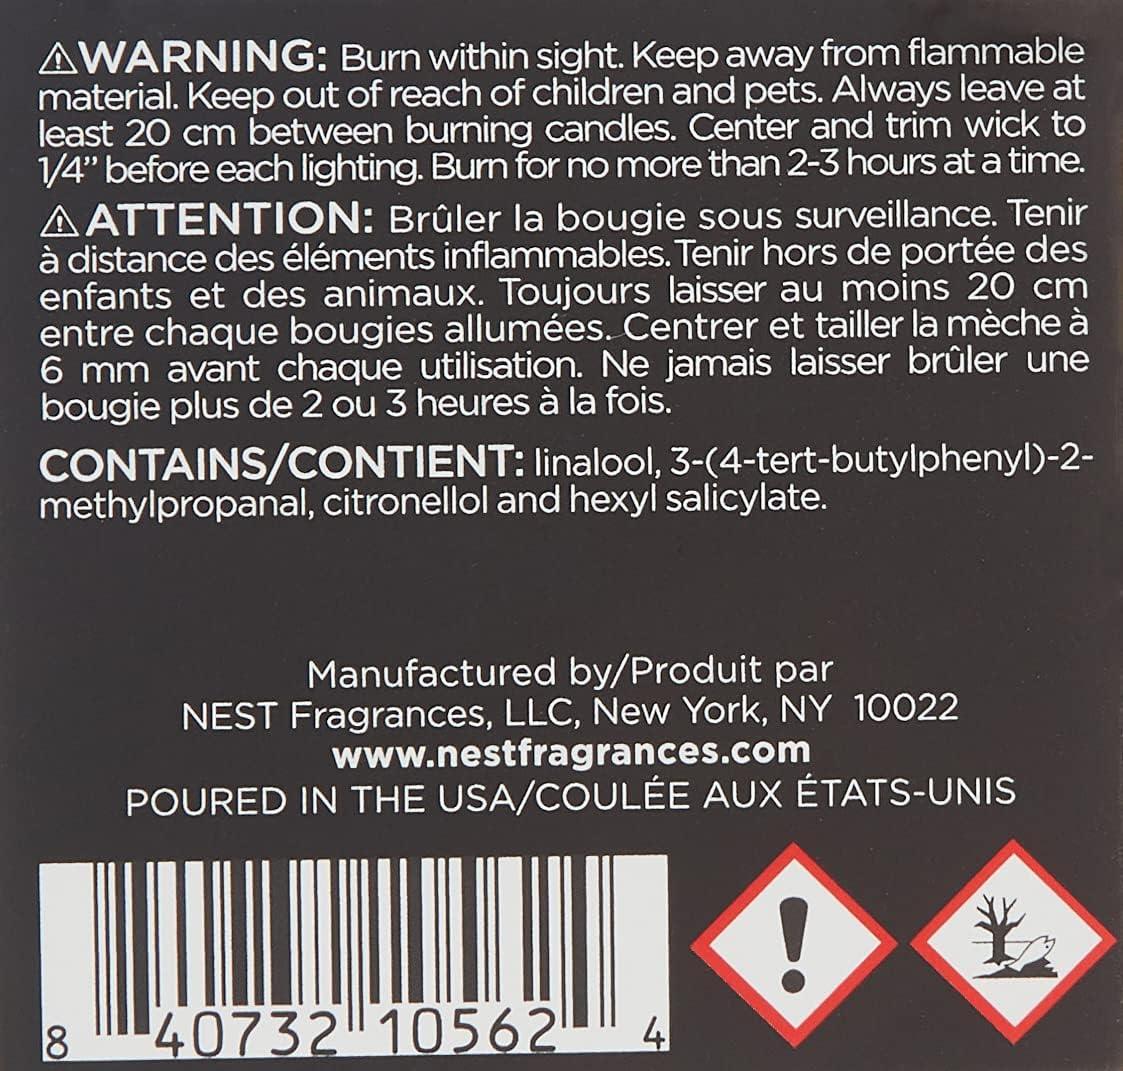 ⚠WARNING: Burn within sight. Keep away from flammable
material. Keep out of reach of children and pets. Always leave at
least 20 cm between burning candles. Center and trim wick to
1/4” before each lighting. Burn for no more than 2-3 hours at a time.
⚠ATTENTION: Brûler la bougie sous surveillance. Tenir
à distance des éléments inflammables. Tenir hors de portée des
enfants et des animaux. Toujours laisser au moins 20 cm
entre chaque bougies allumées. Centrer et tailler la mèche à
6 mm avant chaque utilisation. Ne jamais laisser brûler une
bougie plus de 2 ou 3 heures à la fois.
CONTAINS/CONTIENT: linalool, 3-(4-tert-butylphenyl)-2-
methylpropanal, citronellol and hexyl salicylate.
Manufactured by/Produit par
NEST Fragrances, LLC, New York, NY 10022
www.nestfragrances.com
POURED IN THE USA/COULÉE AUX ÉTATS-UNIS
8 40732 10562 4